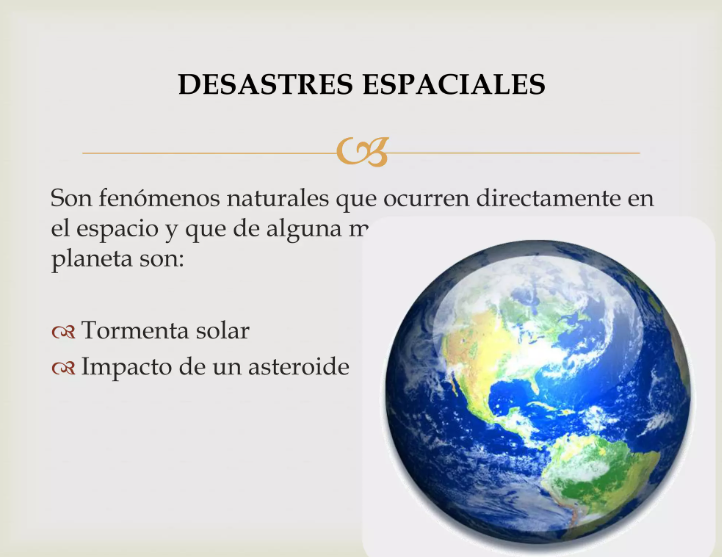 DESASTRES ESPACIALES
Son fenómenos naturales que ocurren directamente en
el espacio y que de alguna
planeta son:
Tormenta solar
Impacto de un asteroide